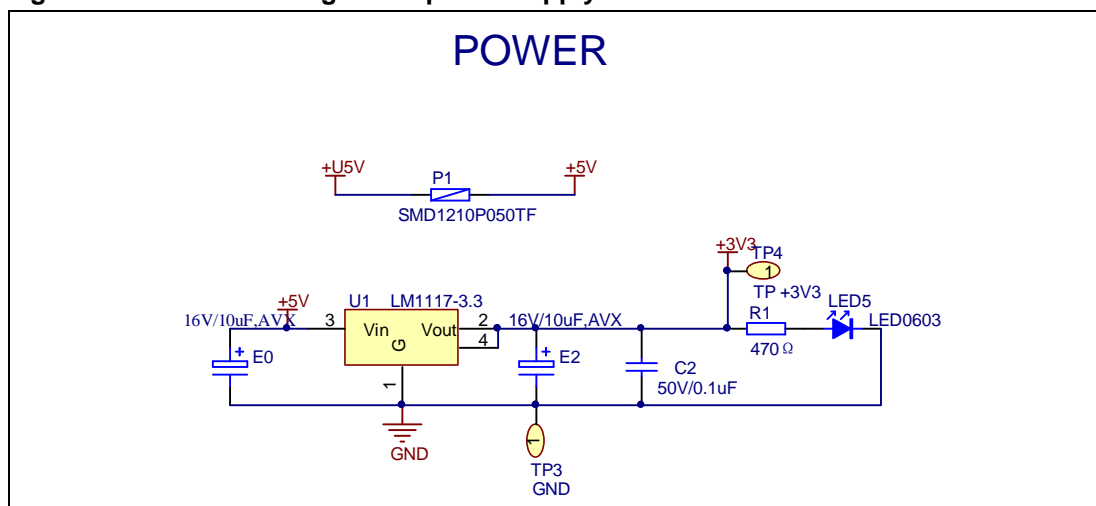 POWER
+U5V
P1
+5V
SMD1210P050TF
+3V3
TP4
1
TP +3V3
+5V
U1
LM1117-3.3
LED5
16V/10uF,AVX
3
Vin
Vout
2
4
G
1
16V/10uF,AVX
R1
LED0603
470Ω
E0
E2
C2
50V/0.1uF
GND
1
TP3
GND